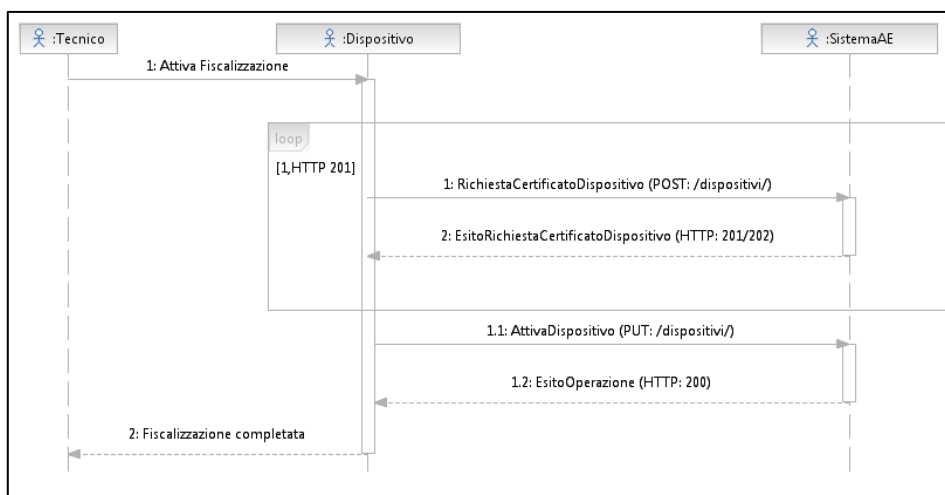 :Tecnico
:Dispositivo
:SistemaAE
1: Attiva Fiscalizzazione
loop
[1,HTTP 201]
1: RichiestaCertificatoDispositivo (POST: /dispositivi/)
2: EsitoRichiestaCertificatoDispositivo (HTTP: 201/202)
1.1: AttivaDispositivo (PUT: /dispositivi/)
1.2: EsitoOperazione (HTTP: 200)
2: Fiscalizzazione completata